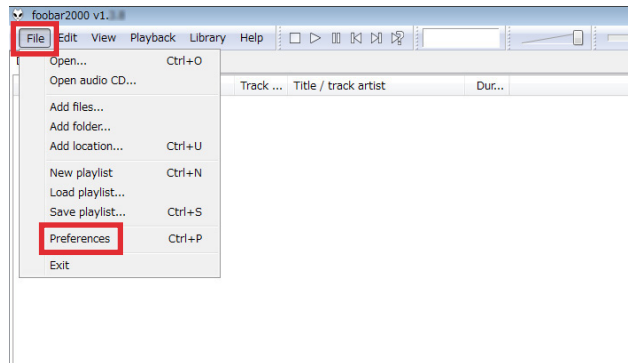 foobar2000 v1.
File Edit View Playback Library Help
Open... Ctrl+O
Open audio CD...
Track ... Title / track artist Dur...
Add files...
Add folder...
Add location... Ctrl+U
New playlist Ctrl+N
Load playlist...
Save playlist... Ctrl+S
Preferences Ctrl+P
Exit